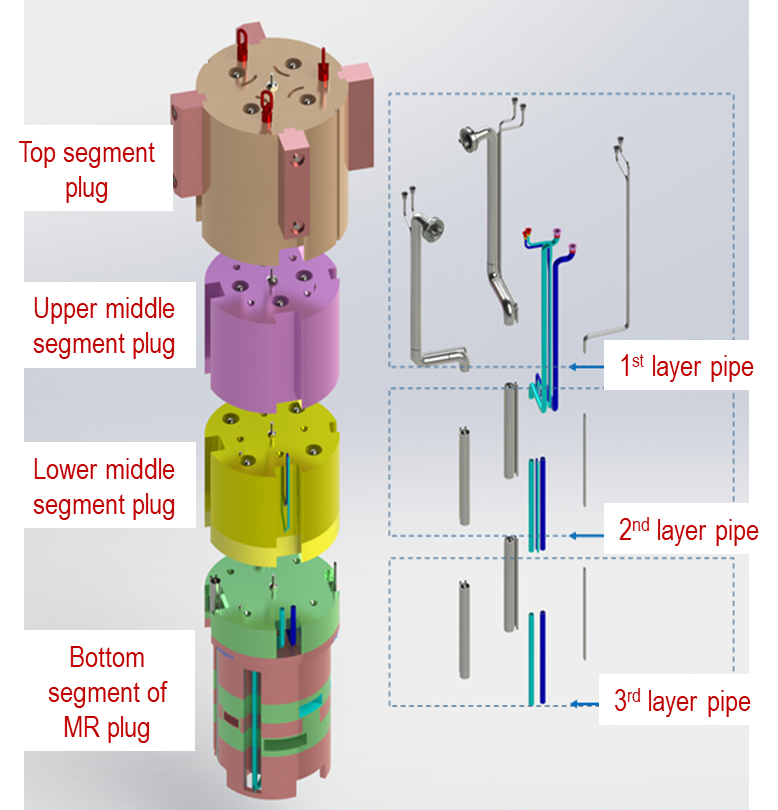 Top segment
plug
Upper middle
segment plug
1st layer pipe
Lower middle
segment plug
2nd layer pipe
Bottom
segment of
MR plug
3rd layer pipe